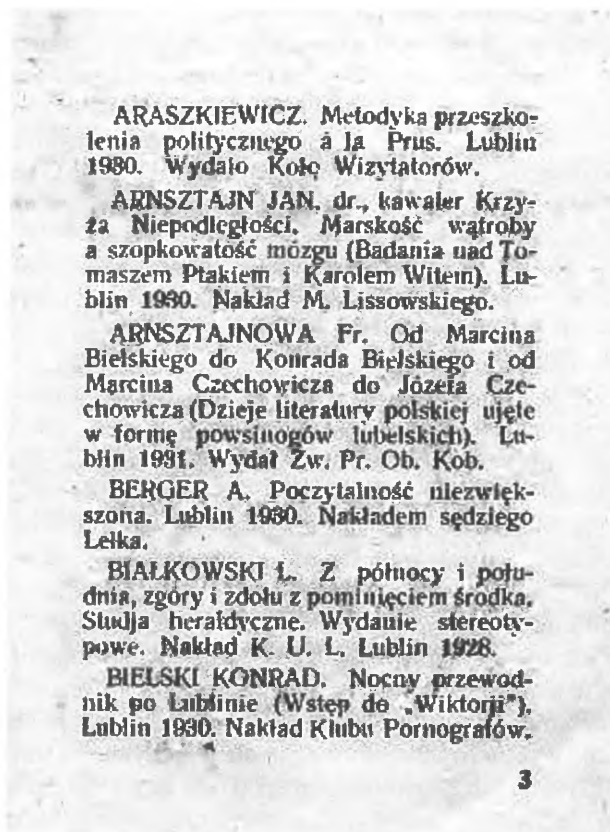 ARASZKIEWICZ. Metodyka przeszko-
lenia politycznego á la Prus. Lublin
1930. Wydało Koło Wizytatorów.
ARNSZTAJN JAN. dr., kawaler Krzy-
ża Niepodległości. Marskość wątroby
a szopkowatość mózgu (Badania nad To-
maszem Ptakiem i Karolem Witem). Lu-
blin 1930. Nakład M. Lissowskiego.
ARNSZTAJNOWA Fr. Od Marcina
Bielskiego do Konrada Bielskiego i od
Marcina Czechowicza do Józefa Cze-
chowicza (Dzieje literatury polskiej ujęte
w formę powsinogów lubelskich). Lu-
blin 1931. Wydał Zw. Pr. Ob. Kob.
BERGER A. Poczytalność niezwięk-
szona. Lublin 1930. Nakładem sędziego
Lelka.
BIAŁKOWSKI Ł. Z północy i połu-
dnia, zgóry i zdołu z pominięciem środka.
Studja heraldyczne. Wydanie stereoty-
powe. Nakład K. U. L. Lublin 1928.
BIELSKI KONRAD. Nocny przewod-
nik po Lublinie (Wstęp do „Wiktorji").
Lublin 1930. Nakład Klubu Pornografów.
3